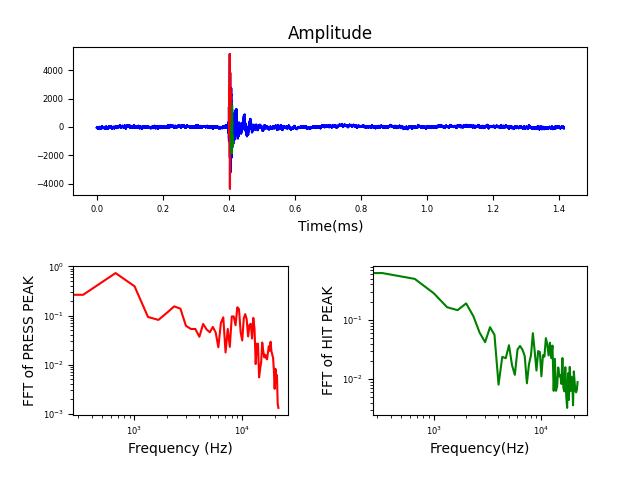 Amplitude
4000
2000
0
−2000
−4000
0.0 0.2 0.4 0.6 0.8 1.0 1.2 1.4
Time(ms)
FFT of PRESS PEAK
10⁰
10⁻¹
10⁻²
10⁻³
10³ 10⁴
Frequency (Hz)
FFT of HIT PEAK
10⁻¹
10⁻²
10³ 10⁴
Frequency(Hz)